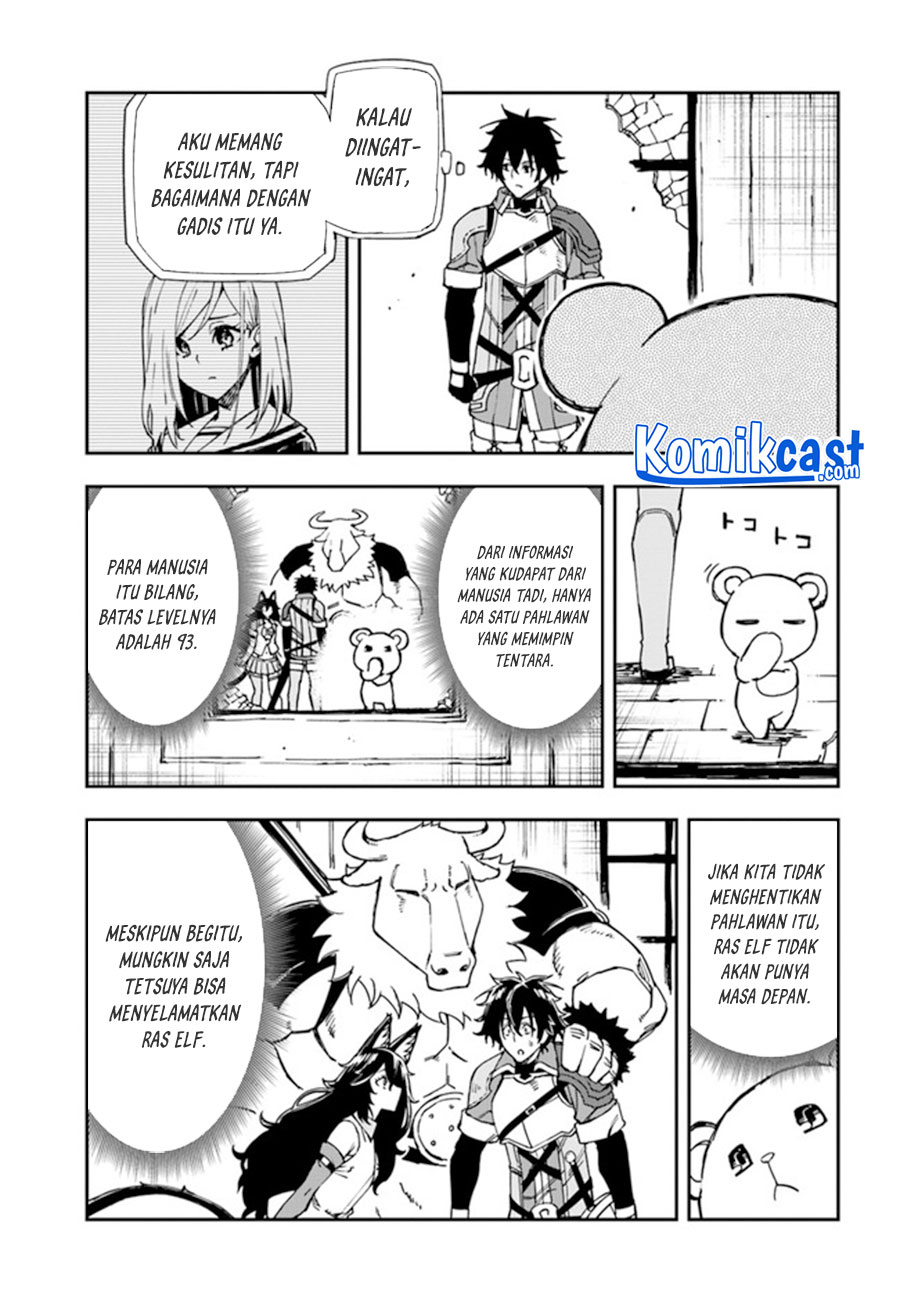 KALAU
DIINGAT-
INGAT,
AKU MEMANG
KESULITAN, TAPI
BAGAIMANA DENGAN
GADIS ITU YA.
Komikcast
.com
トコ トコ
DARI INFORMASI
YANG KUDAPAT DARI
MANUSIA TADI, HANYA
ADA SATU PAHLAWAN
YANG MEMIMPIN
TENTARA.
PARA MANUSIA
ITU BILANG,
BATAS LEVELNYA
ADALAH 93.
JIKA KITA TIDAK
MENGHENTIKAN
PAHLAWAN ITU,
RAS ELF TIDAK
AKAN PUNYA
MASA DEPAN.
MESKIPUN BEGITU,
MUNGKIN SAJA
TETSUYA BISA
MENYELAMATKAN
RAS ELF.